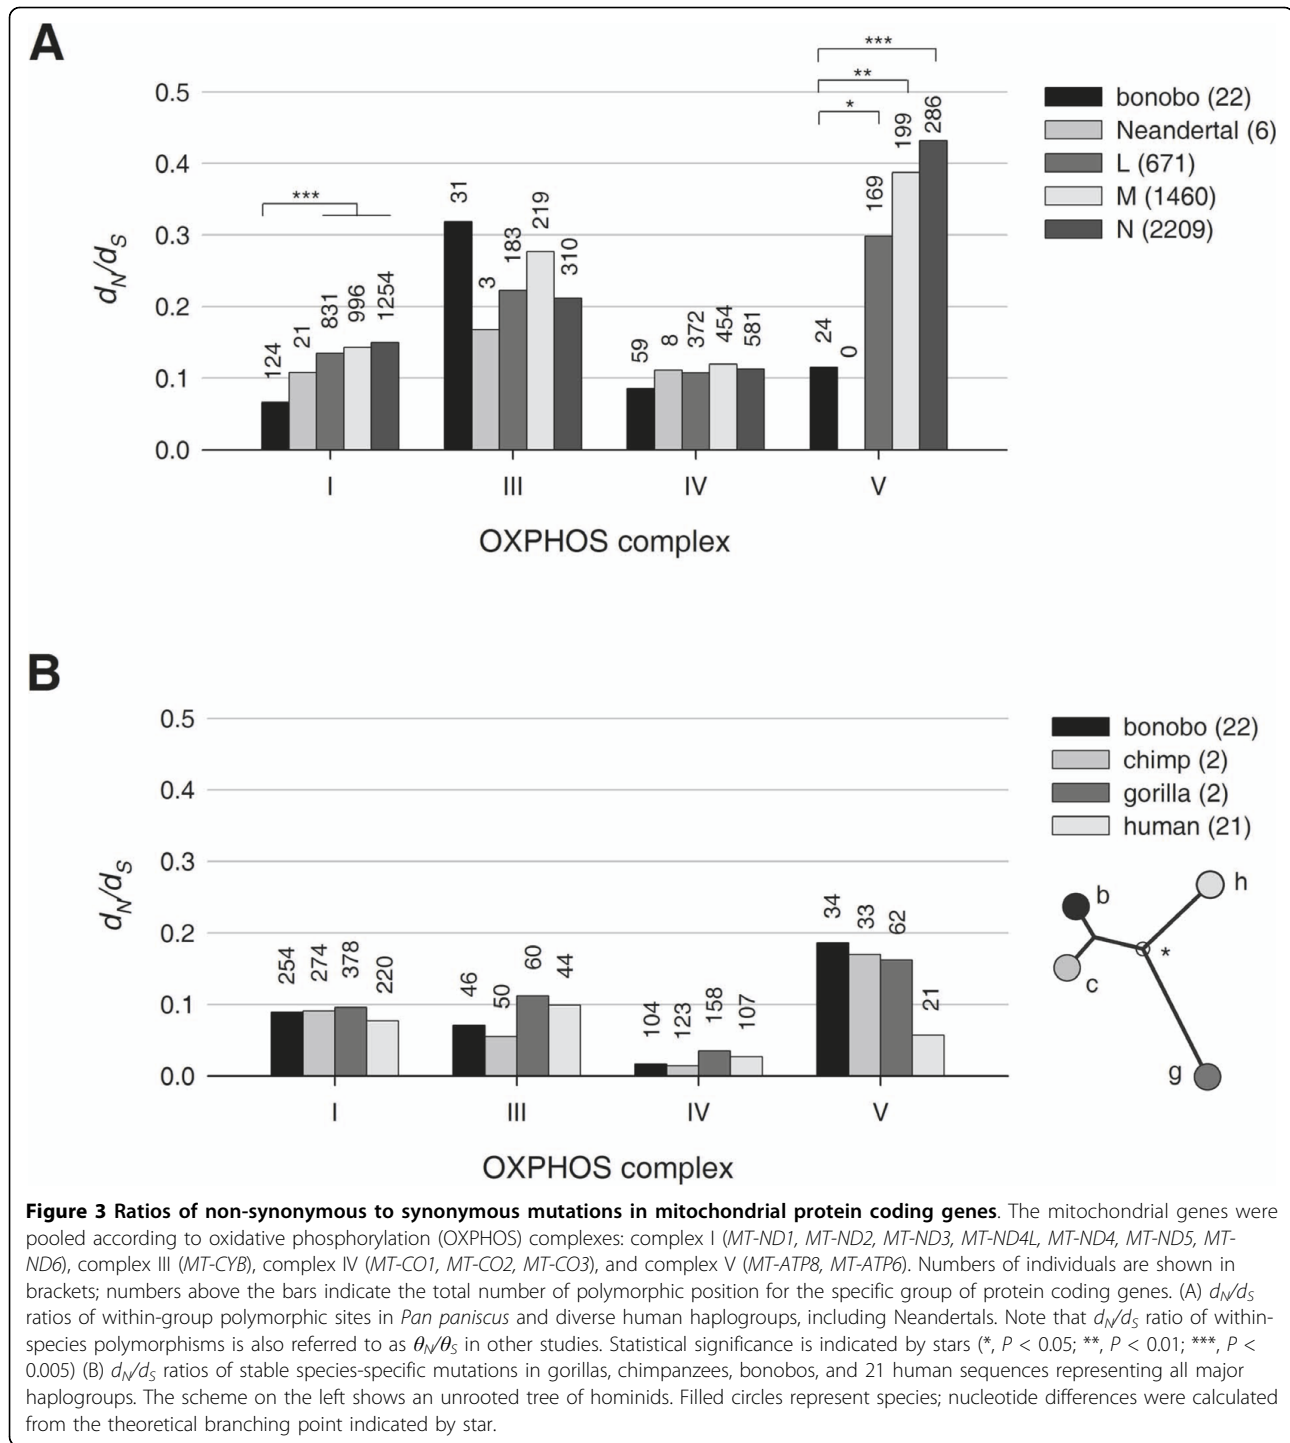 A
***
**
*
0.5
0.4
0.3
0.2
0.1
0.0
dN/dS
***
124
21
831
996
1254
31
3
183
219
310
59
8
372
454
581
24
0
169
199
286
I
III
IV
V
OXPHOS complex
bonobo (22)
Neandertal (6)
L (671)
M (1460)
N (2209)
B
0.5
0.4
0.3
0.2
0.1
0.0
dN/dS
254
274
378
220
46
50
60
44
104
123
158
107
34
33
62
21
I
III
IV
V
OXPHOS complex
bonobo (22)
chimp (2)
gorilla (2)
human (21)
b
h
*
c
g
Figure 3 Ratios of non-synonymous to synonymous mutations in mitochondrial protein coding genes. The mitochondrial genes were
pooled according to oxidative phosphorylation (OXPHOS) complexes: complex I (MT-ND1, MT-ND2, MT-ND3, MT-ND4L, MT-ND4, MT-ND5, MT-
ND6), complex III (MT-CYB), complex IV (MT-CO1, MT-CO2, MT-CO3), and complex V (MT-ATP8, MT-ATP6). Numbers of individuals are shown in
brackets; numbers above the bars indicate the total number of polymorphic position for the specific group of protein coding genes. (A) dN/dS
ratios of within-group polymorphic sites in Pan paniscus and diverse human haplogroups, including Neandertals. Note that dN/dS ratio of within-
species polymorphisms is also referred to as θN/θS in other studies. Statistical significance is indicated by stars (*, P < 0.05; **, P < 0.01; ***, P <
0.005) (B) dN/dS ratios of stable species-specific mutations in gorillas, chimpanzees, bonobos, and 21 human sequences representing all major
haplogroups. The scheme on the left shows an unrooted tree of hominids. Filled circles represent species; nucleotide differences were calculated
from the theoretical branching point indicated by star.